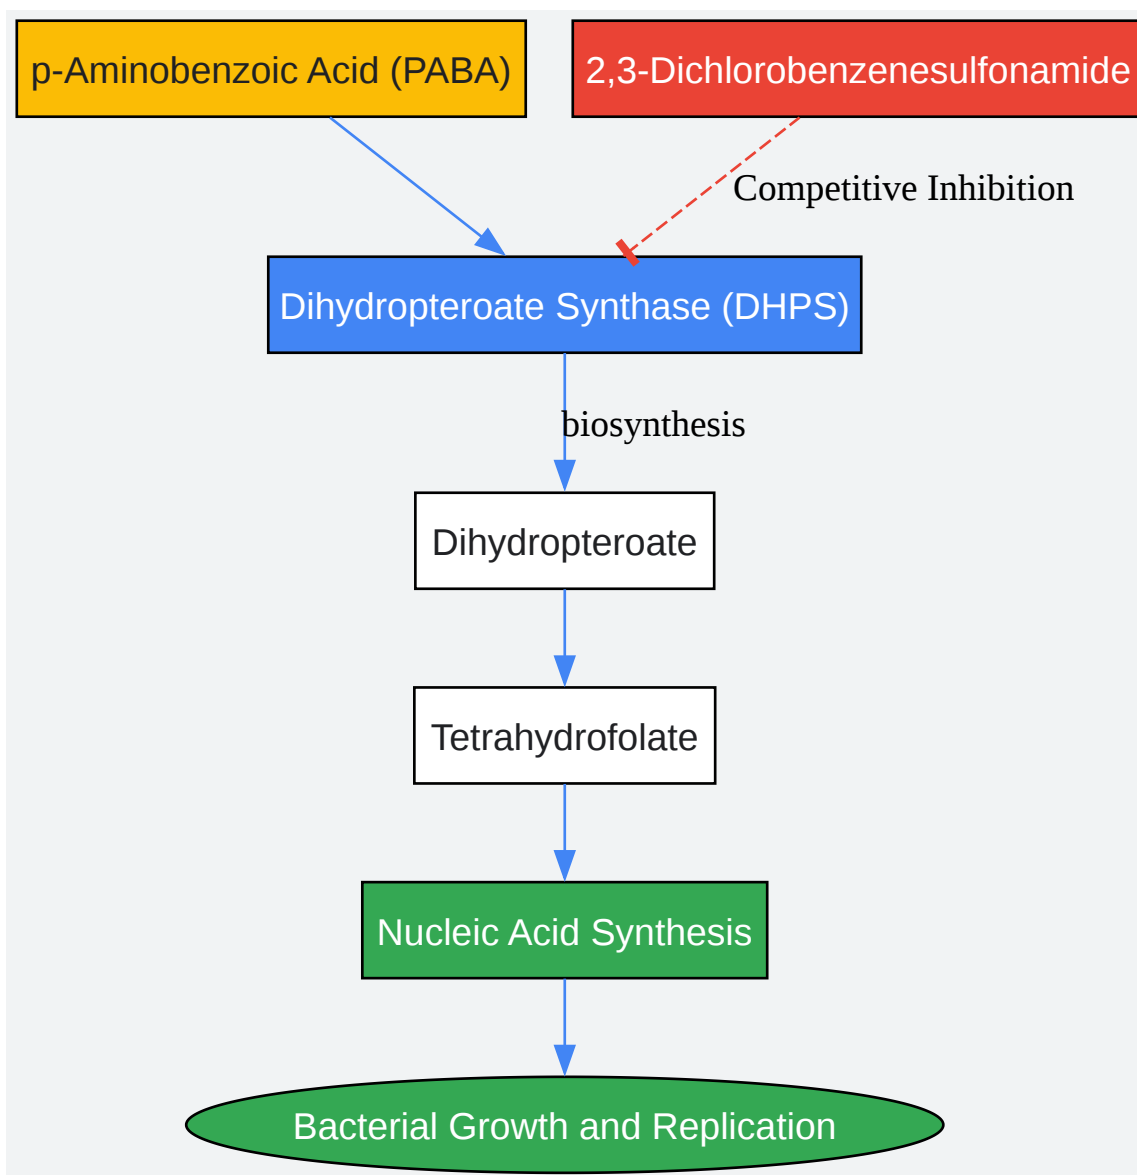 p-Aminobenzoic Acid (PABA)
2,3-Dichlorobenzenesulfonamide
Competitive Inhibition
Dihydropteroate Synthase (DHPS)
biosynthesis
Dihydropteroate
Tetrahydrofolate
Nucleic Acid Synthesis
Bacterial Growth and Replication